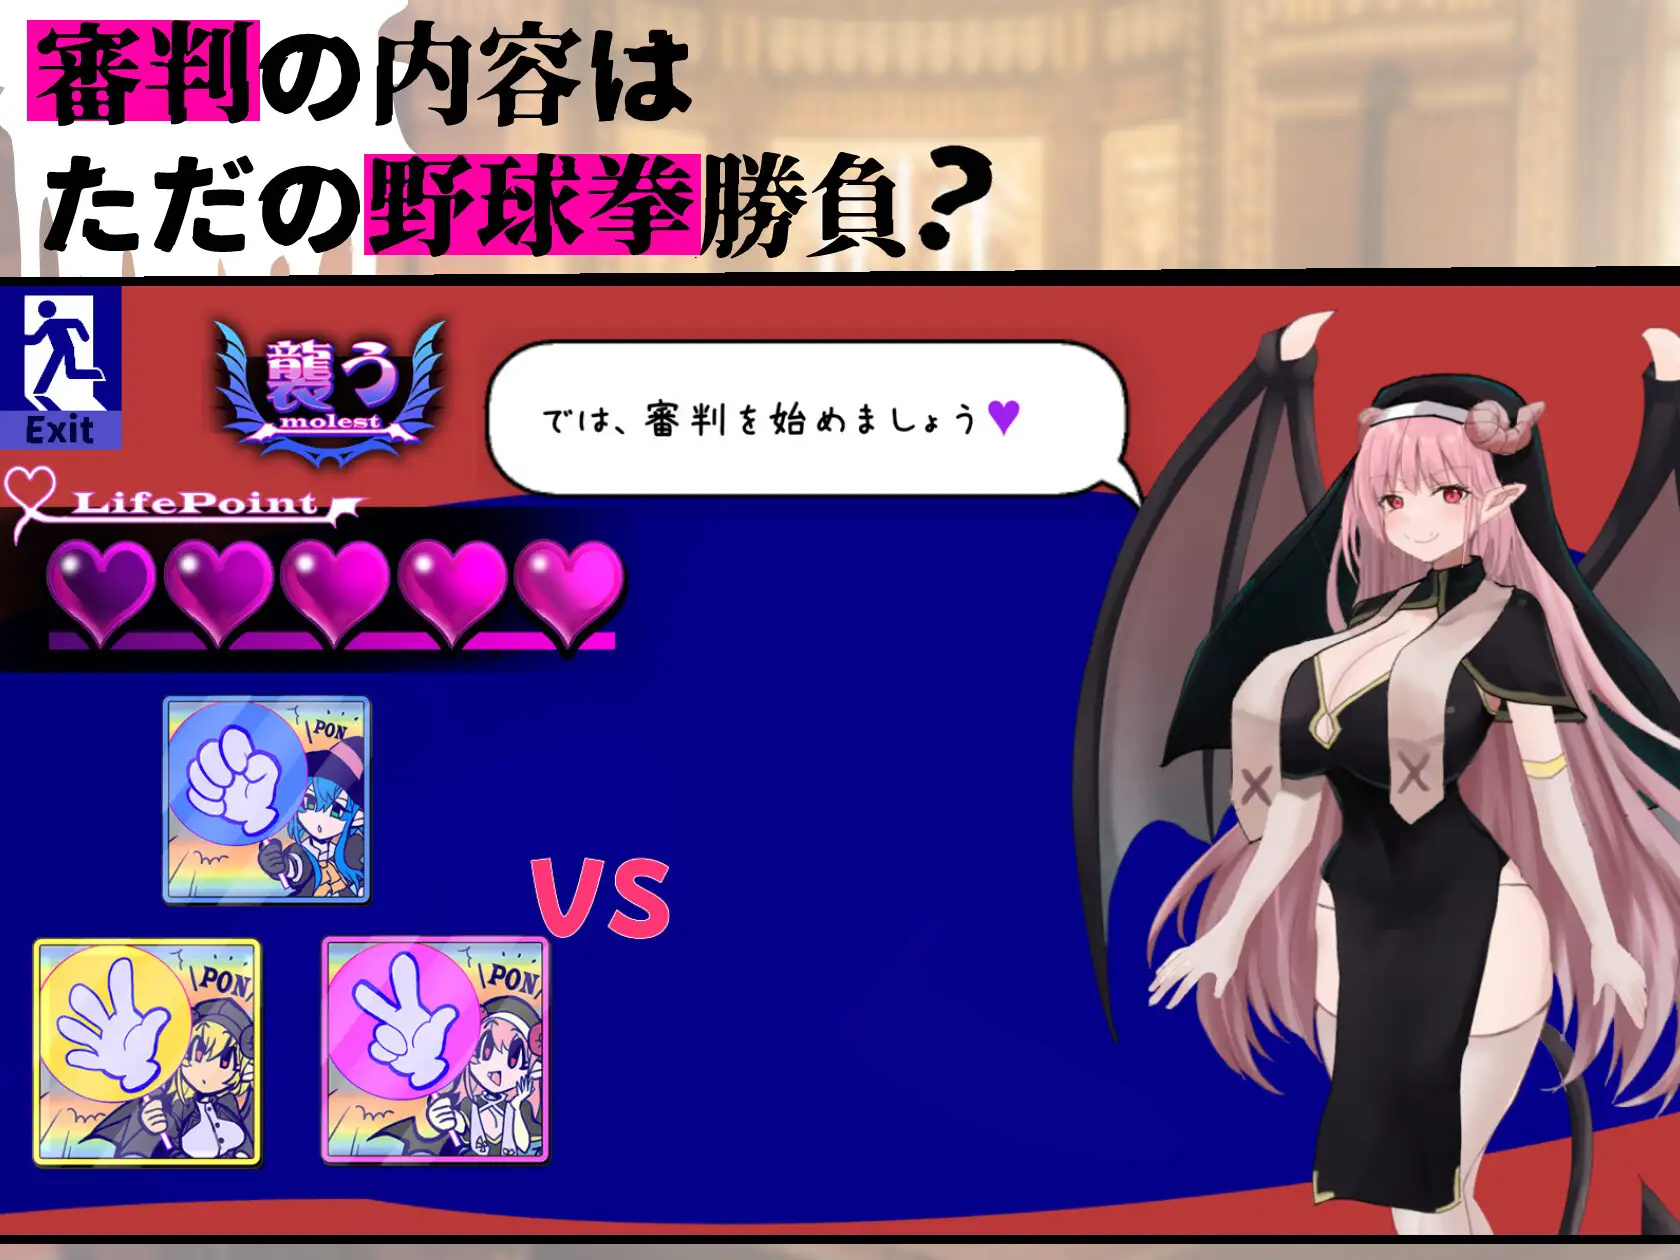 審判の内容は
ただの野球拳勝負?
Exit
襲う
molest
では、審判を始めましょう♥
LifePoint
PON
VS
PON
PON